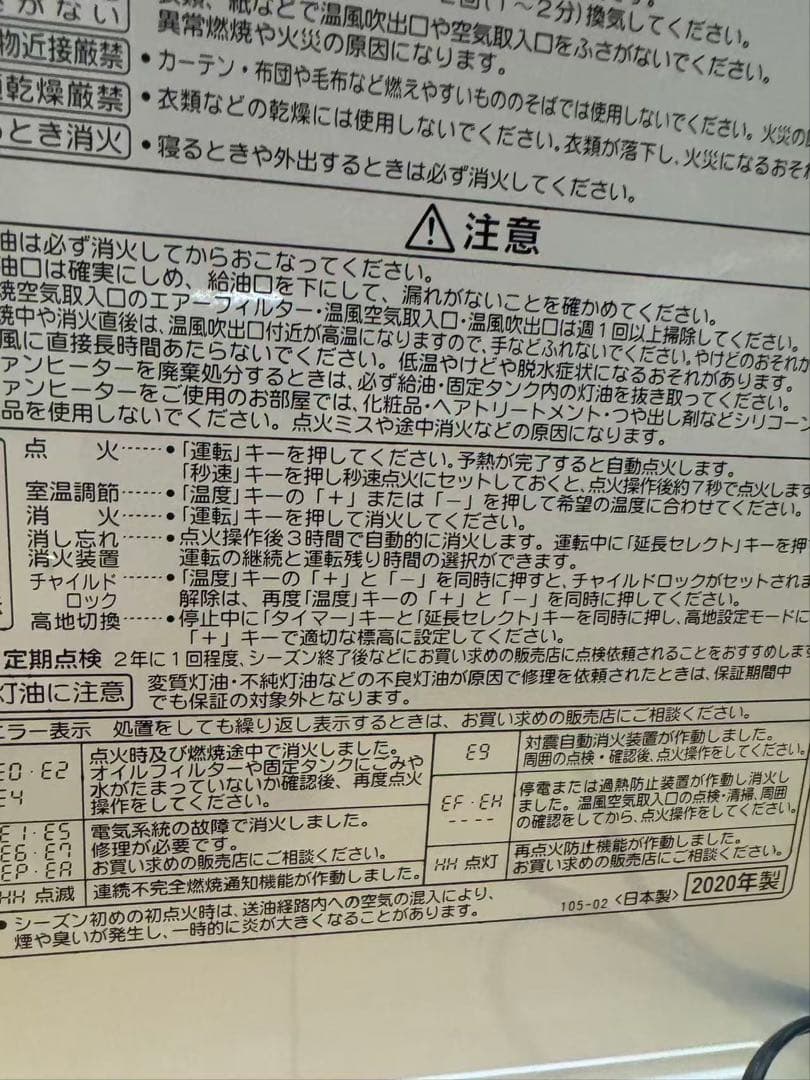 がない
衣類、紙などで温風吹出口や空気取入口をふさがないでください。
異常燃焼や火災の原因になります。
物近接厳禁
・カーテン・布団や毛布など燃えやすいもののそばでは使用しないでください。火災の
乾燥厳禁
・衣類などの乾燥には使用しないでください。衣類が落下し、火災になるおそれ
るとき消火
・寝るときや外出するときは必ず消火してください。
注意
油は必ず消火してからおこなってください。
油口は確実にしめ、給油口を下にして、漏れがないことを確かめてください。
焼空気取入口のエアーフィルター・温風空気取入口・温風吹出口は週1回以上掃除してください。
焼中や消火直後は、温風吹出口付近が高温になりますので、手などふれないでください。やけどのおそれが
風に直接長時間あたらないでください。低温やけどや脱水症状になるおそれがあります。
ァンヒーターを廃棄処分するときは、必ず給油・固定タンク内の灯油を抜き取ってください。
ァンヒーターをご使用のお部屋では、化粧品・ヘアトリートメント・つや出し剤などシリコーン
品を使用しないでください。点火ミスや途中消火などの原因になります。
点火……・「運転」キーを押してください。予熱が完了すると自動点火します。
「秒速」キーを押し秒速点火にセットしておくと、点火操作後約7秒で点火します
室温調節……・「温度」キーの「+」または「−」を押して希望の温度に合わせてください。
消火……・「運転」キーを押して消火してください。
消し忘れ……・点火操作後3時間で自動的に消火します。運転中に「延長セレクト」キーを押
消火装置 運転の継続と運転残り時間の選択ができます。
チャイルド……・「温度」キーの「+」と「−」を同時に押すと、チャイルドロックがセットされま
ロック 解除は、再度「温度」キーの「+」と「−」を同時に押してください。
高地切換……・停止中に「タイマー」キーと「延長セレクト」キーを同時に押し、高地設定モードに
「+」キーで適切な標高に設定してください。
定期点検 2年に1回程度、シーズン終了後などにお買い求めの販売店に点検依頼されることをおすすめします
灯油に注意 変質灯油・不純灯油などの不良灯油が原因で修理を依頼されたときは、保証期間中
でも保証の対象外となります。
エラー表示 処置をしても繰り返し表示するときは、お買い求めの販売店にご相談ください。
E0・E2
E4
点火時及び燃焼途中で消火しました。
オイルフィルターや固定タンクにごみや
水がたまっていないか確認後、再度点火
操作をしてください。
E9
対震自動消火装置が作動しました。
周囲の点検・確認後、点火操作をしてください。
EF・EH
----
停電または過熱防止装置が作動し消火し
ました。温風空気取入口の点検・清掃、周囲
の確認をしてから、点火操作をしてください。
E1・E5
E6・E7
EP・EA
電気系統の故障で消火しました。
修理が必要です。
お買い求めの販売店にご相談ください。
HH 点灯
再点火防止機能が作動しました。
お買い求めの販売店にご相談ください。
HH 点滅
連続不完全燃焼通知機能が作動しました。
・シーズン初めの初点火時は、送油経路内への空気の混入により、
煙や臭いが発生し、一時的に炎が大きくなることがあります。
105-02 <日本製> 2020年製